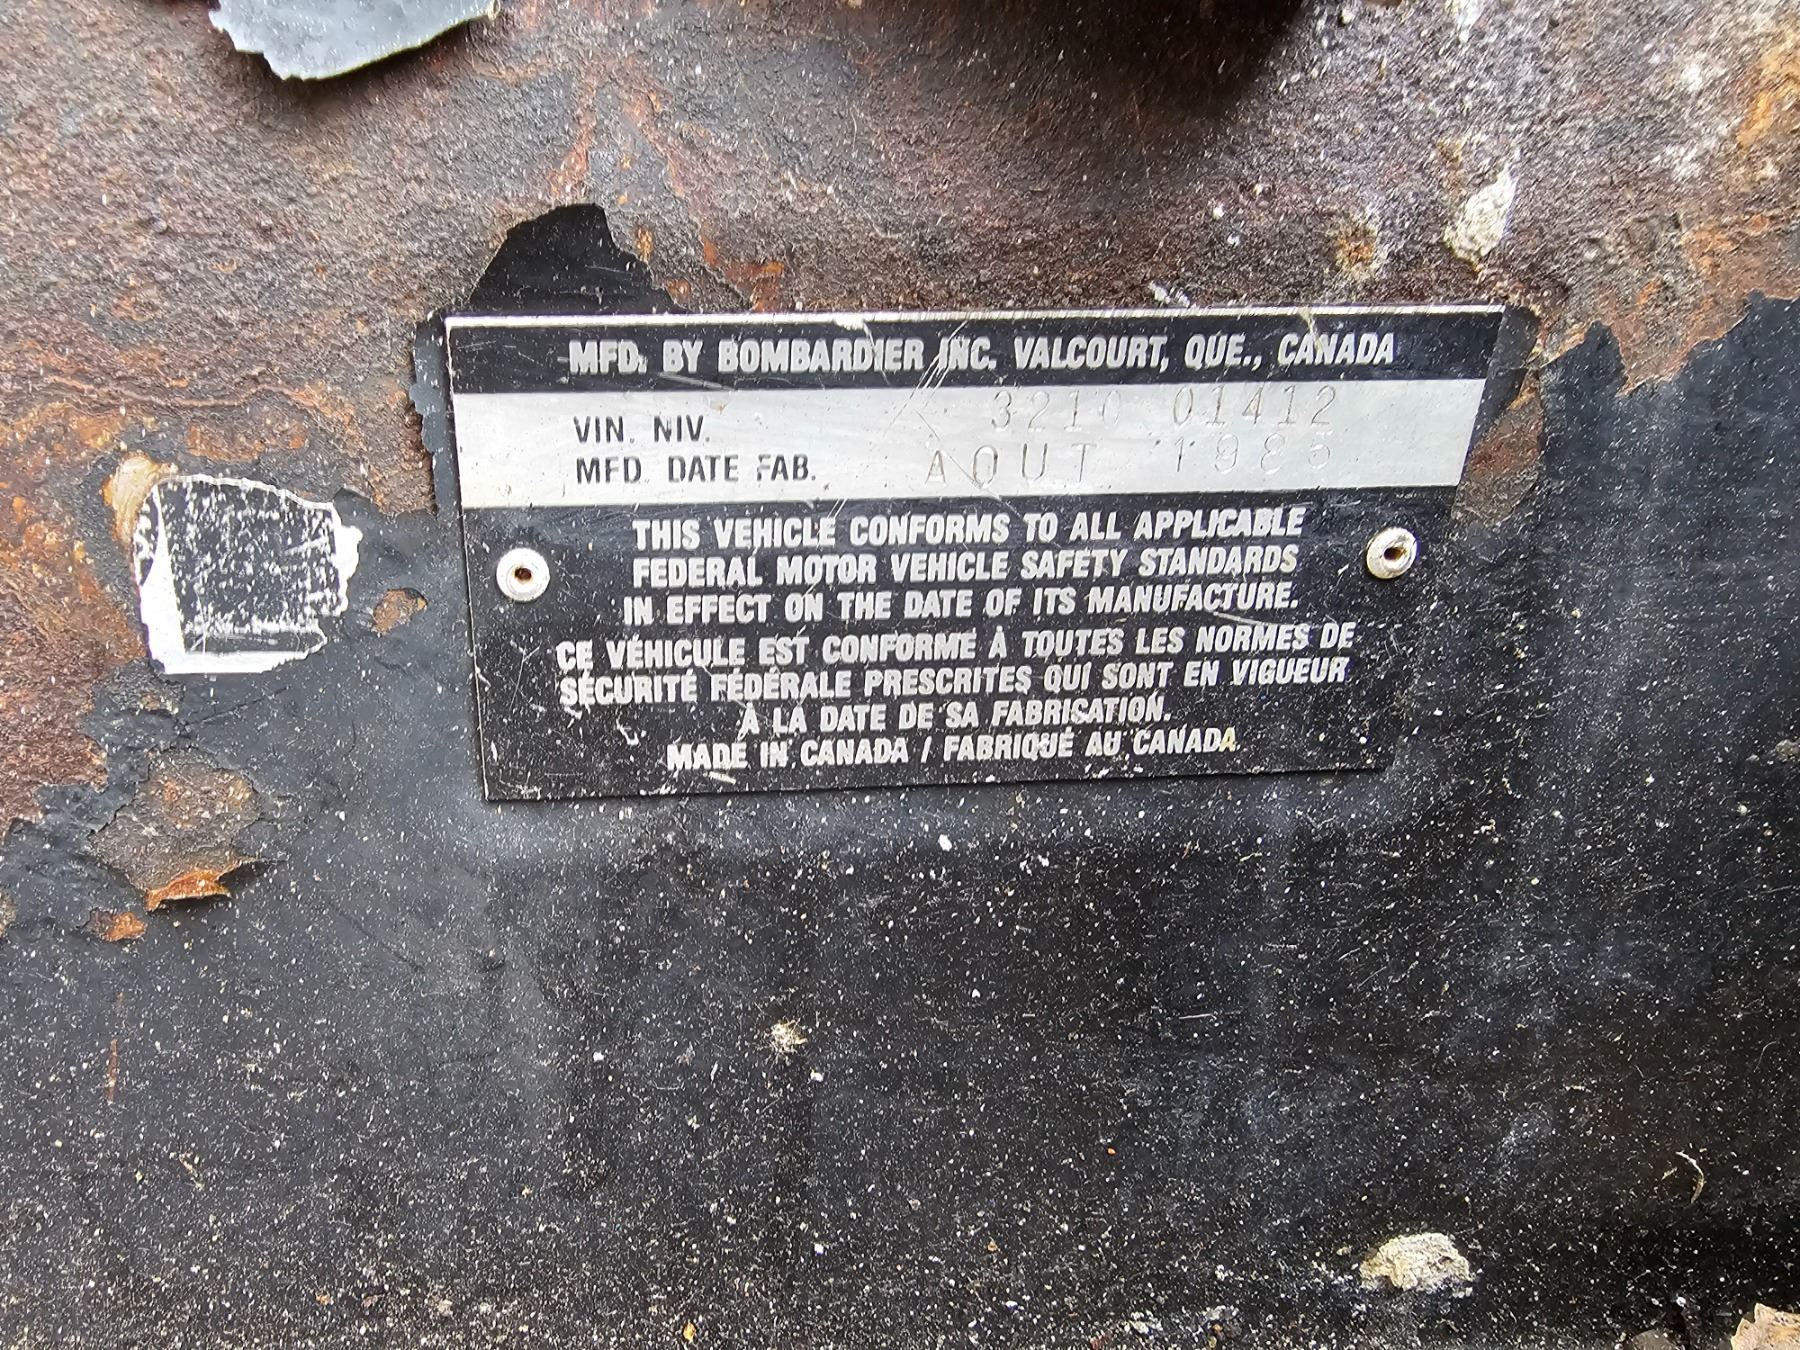 MFD. BY BOMBARDIER INC. VALCOURT, QUE., CANADA
VIN. NIV. 3210 01412
MFD. DATE FAB. AOUT
THIS VEHICLE CONFORMS TO ALL APPLICABLE
FEDERAL MOTOR VEHICLE SAFETY STANDARDS
IN EFFECT ON THE DATE OF ITS MANUFACTURE.
CE VÉHICULE EST CONFORME À TOUTES LES NORMES DE
SÉCURITÉ FÉDÉRALE PRESCRITES QUI SONT EN VIGUEUR
À LA DATE DE SA FABRISATION.
MADE IN CANADA / FABRIQUÉ AU CANADA